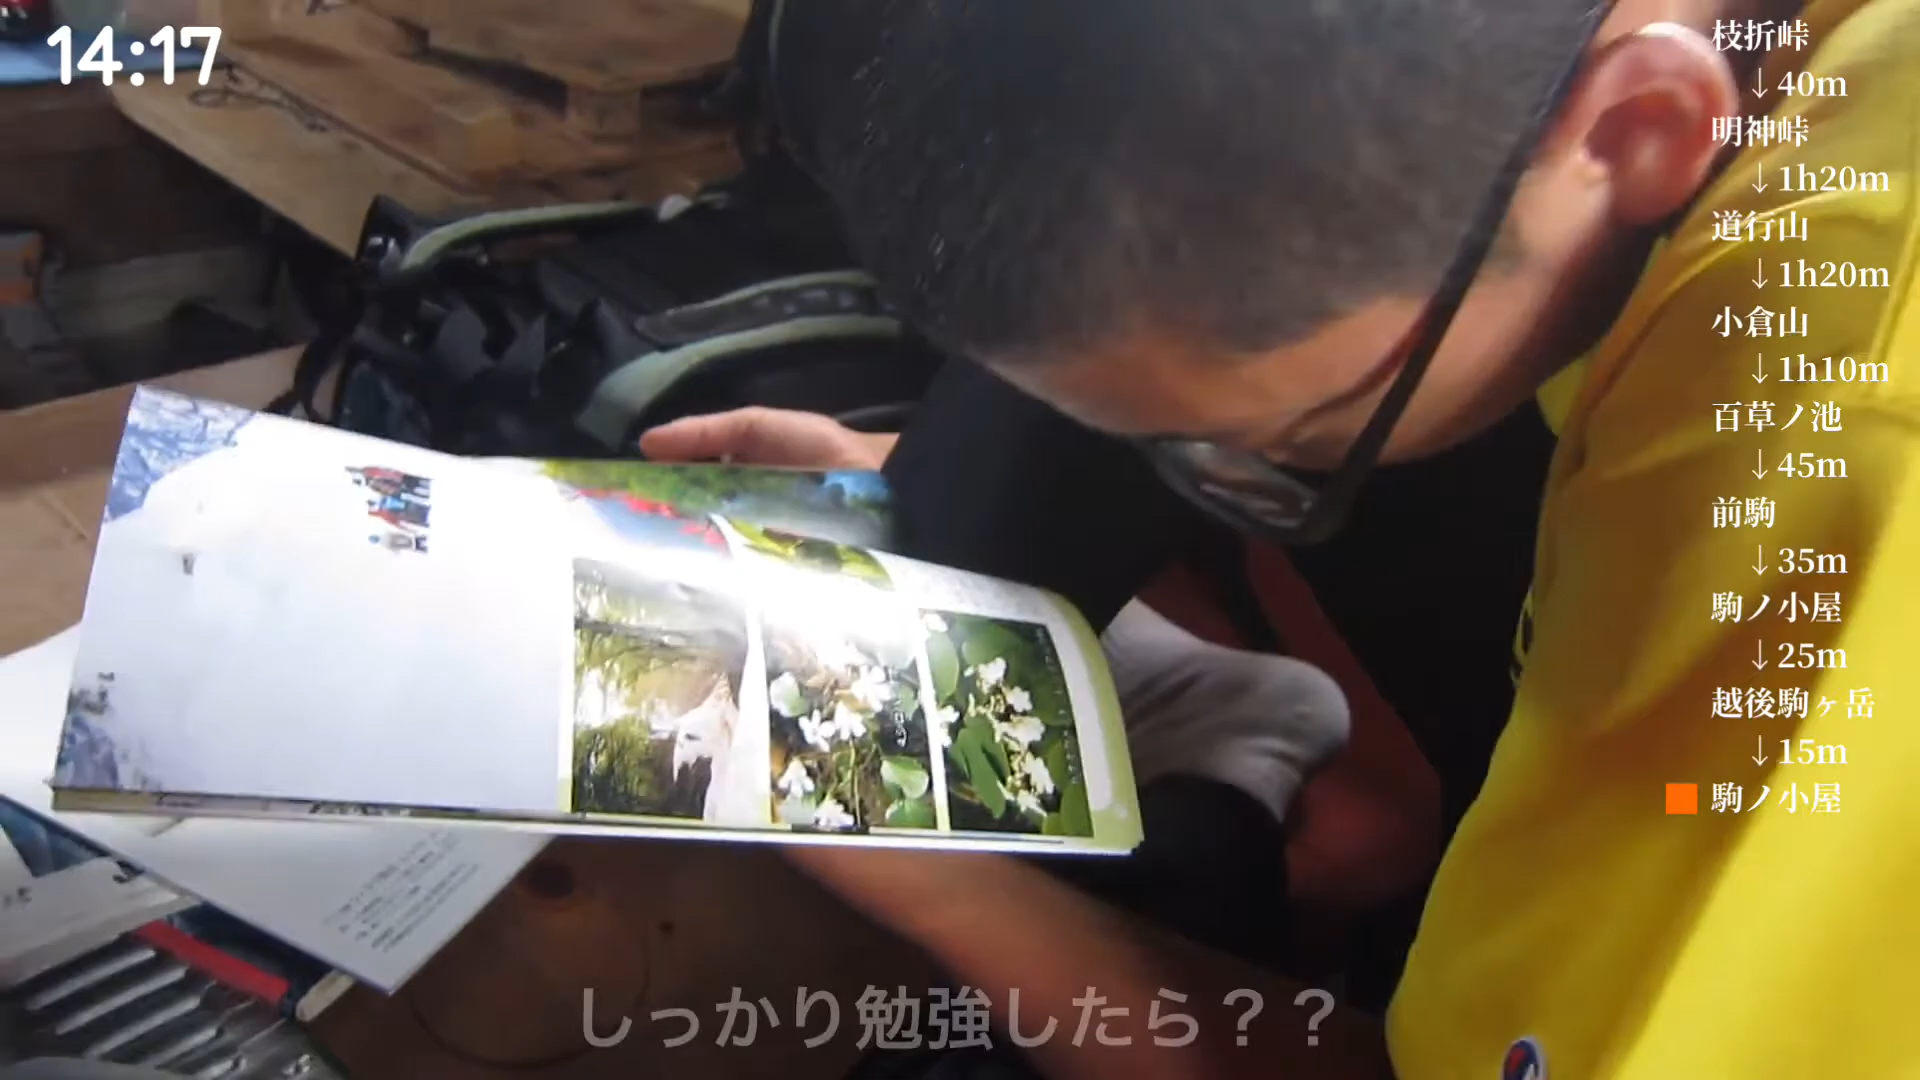 14:17
枝折峠
↓40m
明神峠
↓1h20m
道行山
↓1h20m
小倉山
↓1h10m
百草ノ池
↓45m
前駒
↓35m
駒ノ小屋
↓25m
越後駒ヶ岳
↓15m
駒ノ小屋
しっかり勉強したら？？